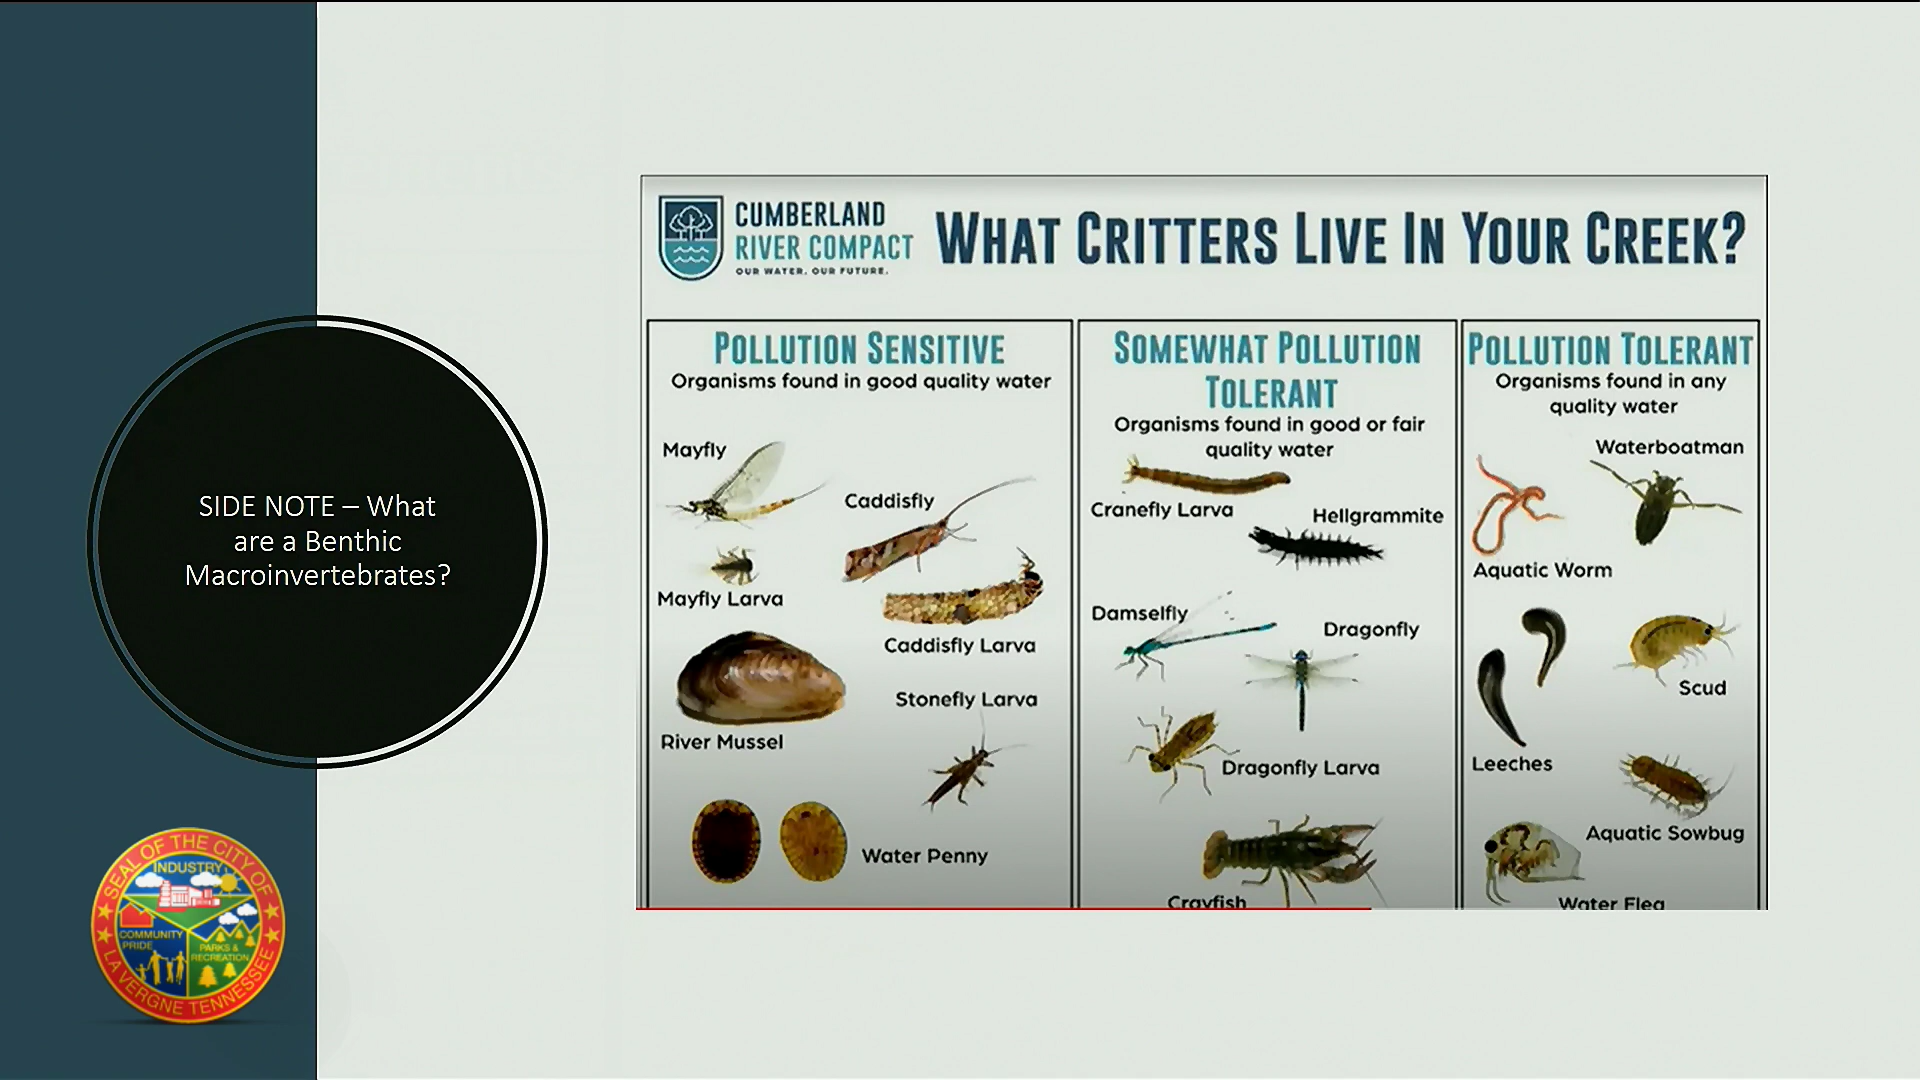 SIDE NOTE – What
are a Benthic
Macroinvertebrates?
SEAL OF THE CITY OF
LA VERGNE TENNESSEE
INDUSTRY
COMMUNITY
PRIDE
PARKS &
RECREATION
CUMBERLAND
RIVER COMPACT
OUR WATER. OUR FUTURE.
WHAT CRITTERS LIVE IN YOUR CREEK?
POLLUTION SENSITIVE
Organisms found in good quality water
Mayfly
Caddisfly
Mayfly Larva
Caddisfly Larva
Stonefly Larva
River Mussel
Water Penny
SOMEWHAT POLLUTION
TOLERANT
Organisms found in good or fair
quality water
Cranefly Larva
Hellgrammite
Damselfly
Dragonfly
Dragonfly Larva
Crayfish
POLLUTION TOLERANT
Organisms found in any
quality water
Waterboatman
Aquatic Worm
Scud
Leeches
Aquatic Sowbug
Water Flea